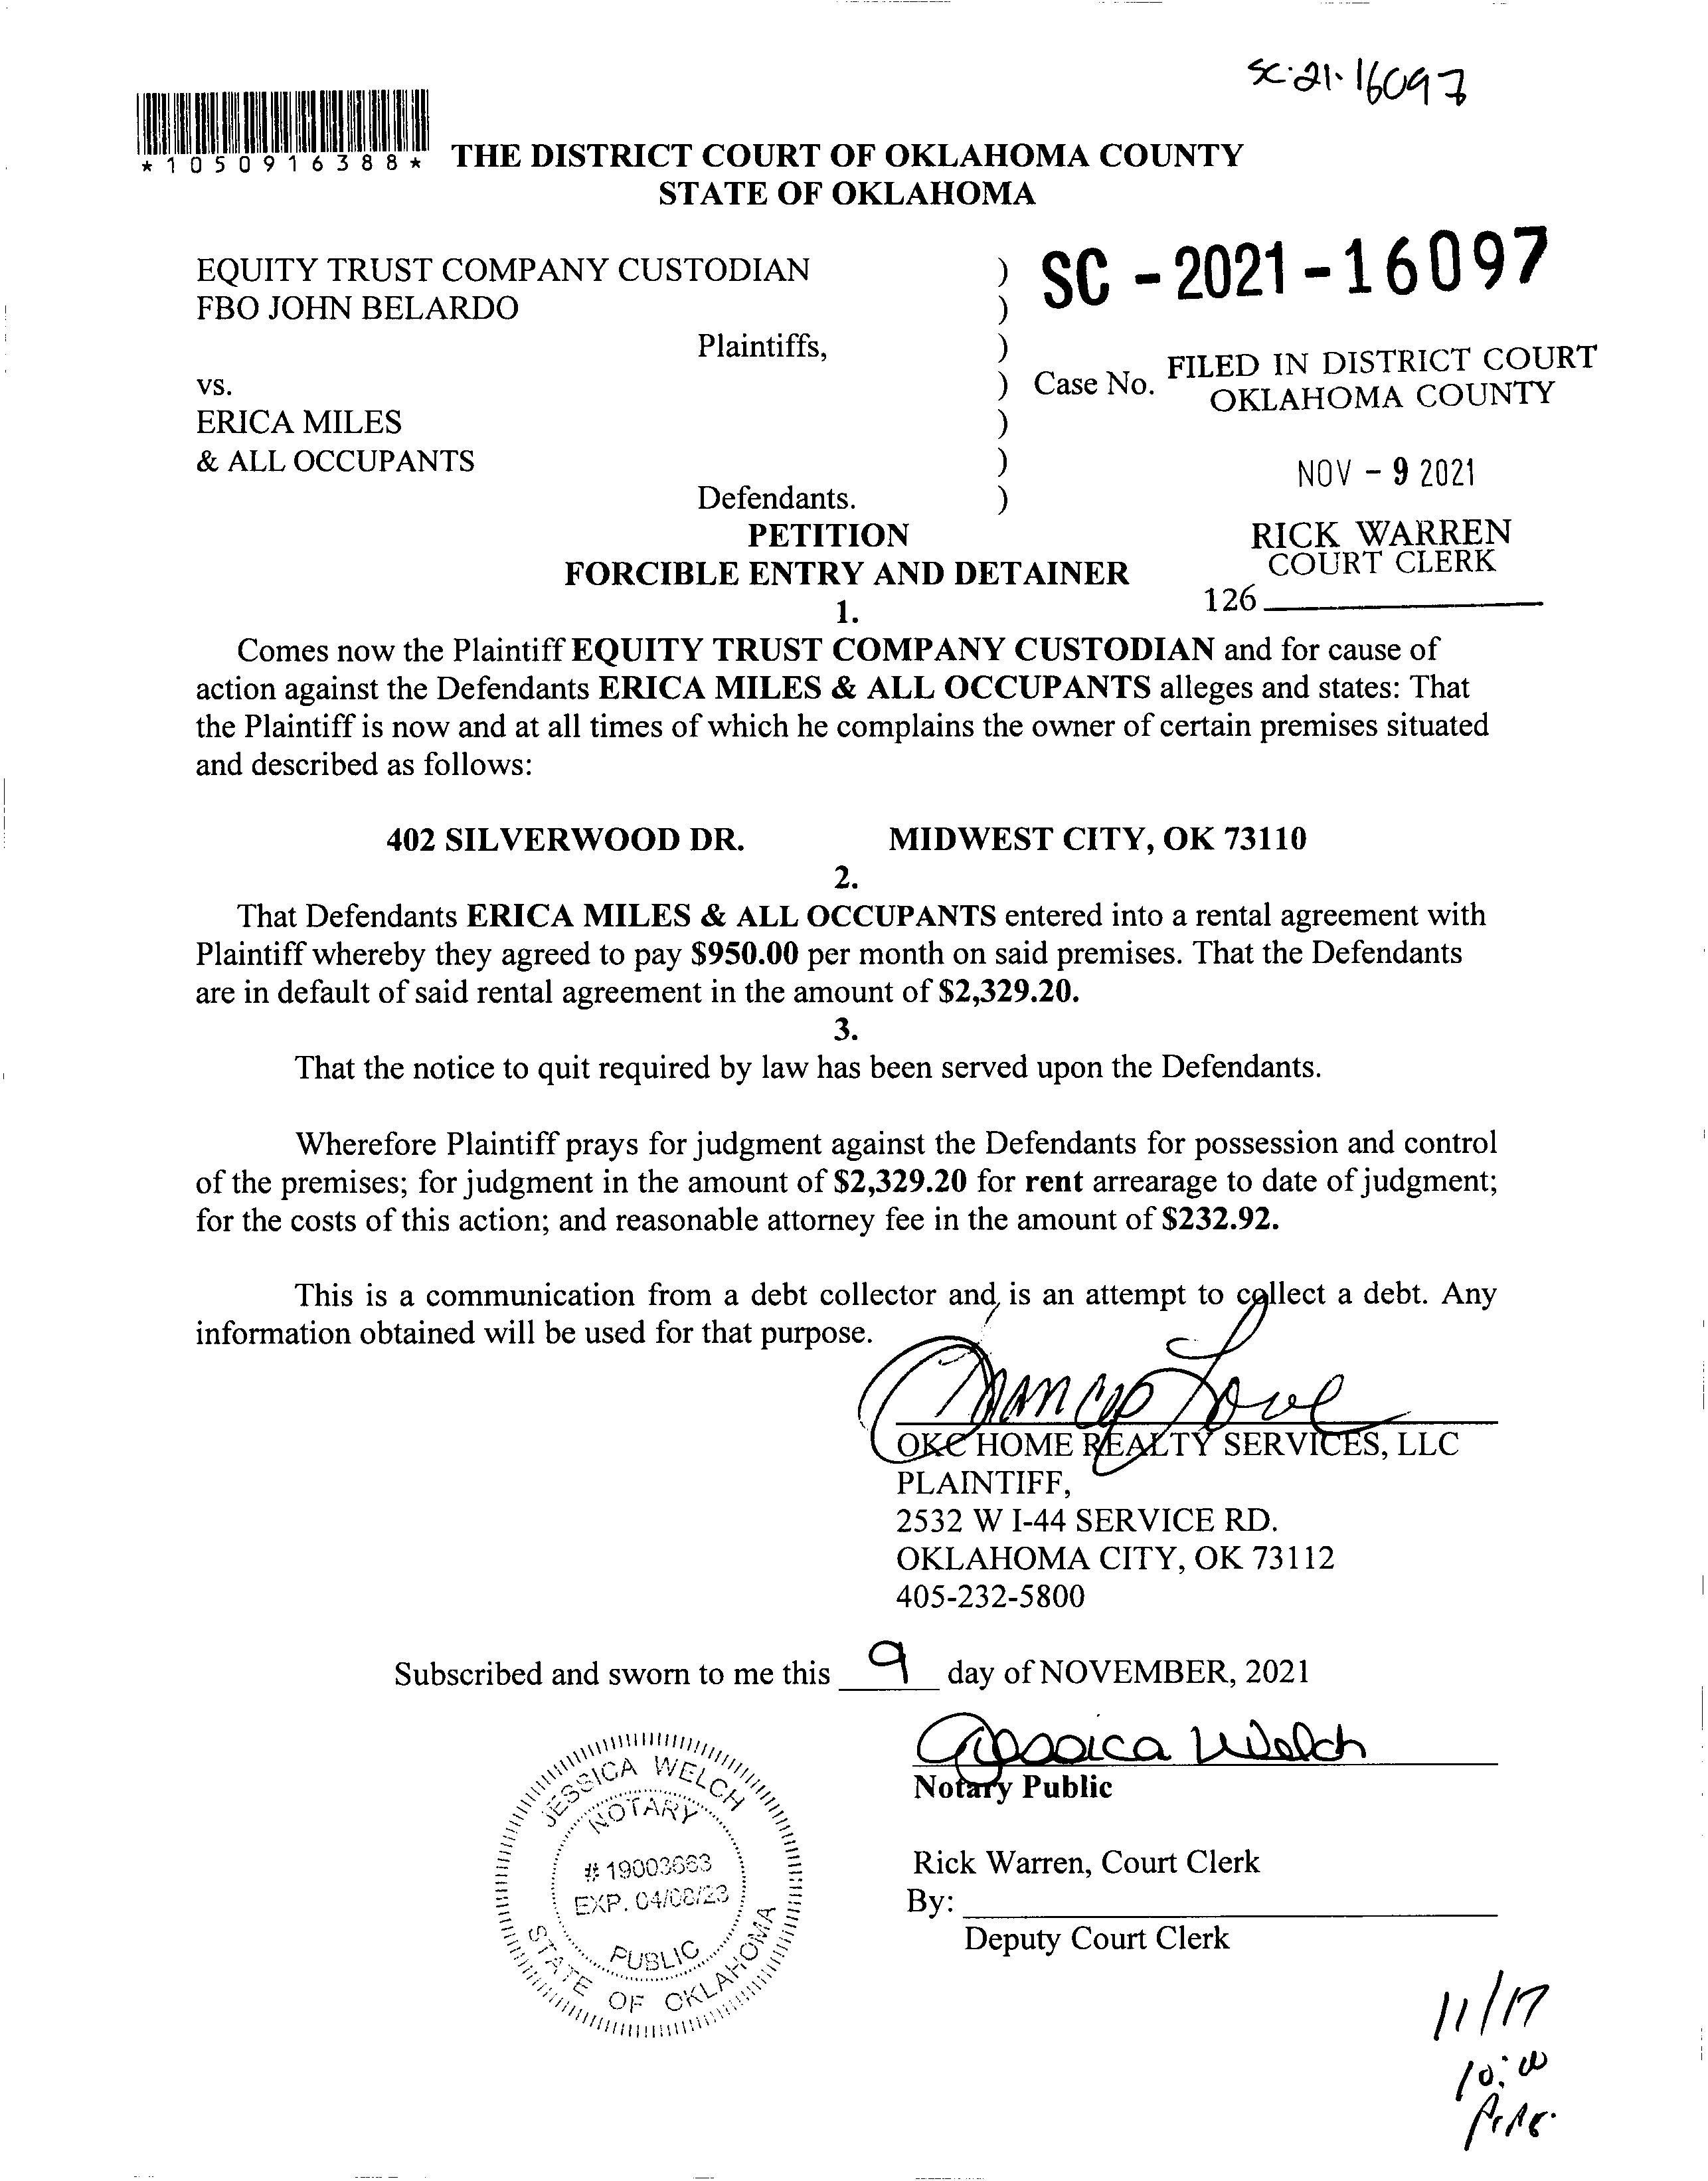 SC-21-16097
*1050916388*
THE DISTRICT COURT OF OKLAHOMA COUNTY
STATE OF OKLAHOMA
EQUITY TRUST COMPANY CUSTODIAN ) SC-2021-16097
FBO JOHN BELARDO )
Plaintiffs, )
vs. ) Case No. FILED IN DISTRICT COURT
OKLAHOMA COUNTY
ERICA MILES )
& ALL OCCUPANTS )
NOV - 9 2021
Defendants. )
PETITION
RICK WARREN
COURT CLERK
FORCIBLE ENTRY AND DETAINER
126
1.
Comes now the Plaintiff EQUITY TRUST COMPANY CUSTODIAN and for cause of
action against the Defendants ERICA MILES & ALL OCCUPANTS alleges and states: That
the Plaintiff is now and at all times of which he complains the owner of certain premises situated
and described as follows:
402 SILVERWOOD DR. MIDWEST CITY, OK 73110
2.
That Defendants ERICA MILES & ALL OCCUPANTS entered into a rental agreement with
Plaintiff whereby they agreed to pay $950.00 per month on said premises. That the Defendants
are in default of said rental agreement in the amount of $2,329.20.
3.
That the notice to quit required by law has been served upon the Defendants.
Wherefore Plaintiff prays for judgment against the Defendants for possession and control
of the premises; for judgment in the amount of $2,329.20 for rent arrearage to date of judgment;
for the costs of this action; and reasonable attorney fee in the amount of $232.92.
This is a communication from a debt collector and is an attempt to collect a debt. Any
information obtained will be used for that purpose.
OKC HOME REALTY SERVICES, LLC
PLAINTIFF,
2532 W I-44 SERVICE RD.
OKLAHOMA CITY, OK 73112
405-232-5800
Subscribed and sworn to me this 9 day of NOVEMBER, 2021
Jessica Welch
Notary Public
JESSICA WELCH
NOTARY
# 19003663
EXP. 04/08/23
PUBLIC
STATE OF OKLAHOMA
Rick Warren, Court Clerk
By:
Deputy Court Clerk
11/17
10:00